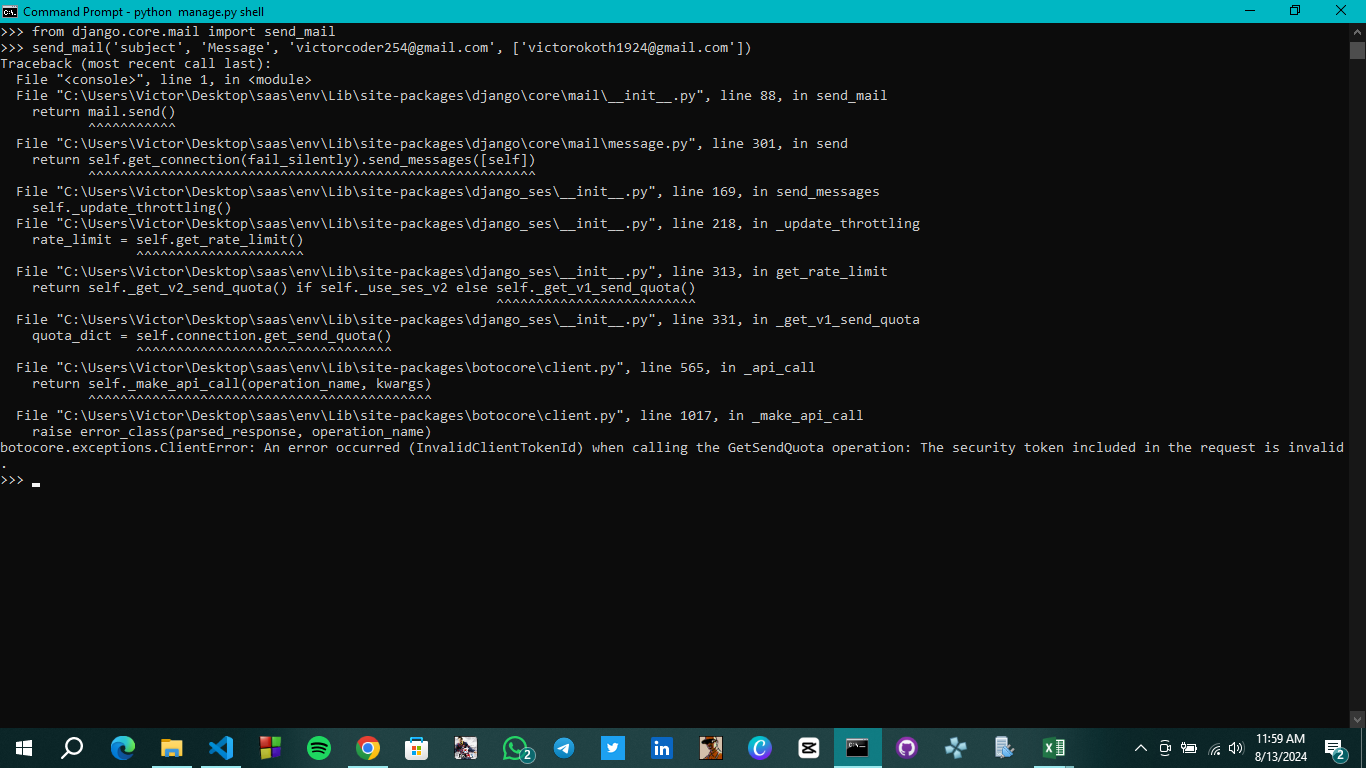 Command Prompt - python  manage.py shell
>>> from django.core.mail import send_mail
>>> send_mail('subject', 'Message', 'victorcoder254@gmail.com', ['victorokoth1924@gmail.com'])
Traceback (most recent call last):
  File "<console>", line 1, in <module>
  File "C:\Users\Victor\Desktop\saas\env\Lib\site-packages\django\core\mail\__init__.py", line 88, in send_mail
    return mail.send()
           ^^^^^^^^^^^
  File "C:\Users\Victor\Desktop\saas\env\Lib\site-packages\django\core\mail\message.py", line 301, in send
    return self.get_connection(fail_silently).send_messages([self])
           ^^^^^^^^^^^^^^^^^^^^^^^^^^^^^^^^^^^^^^^^^^^^^^^^^^^^^^^^
  File "C:\Users\Victor\Desktop\saas\env\Lib\site-packages\django_ses\__init__.py", line 169, in send_messages
    self._update_throttling()
  File "C:\Users\Victor\Desktop\saas\env\Lib\site-packages\django_ses\__init__.py", line 218, in _update_throttling
    rate_limit = self.get_rate_limit()
                 ^^^^^^^^^^^^^^^^^^^^^
  File "C:\Users\Victor\Desktop\saas\env\Lib\site-packages\django_ses\__init__.py", line 313, in get_rate_limit
    return self._get_v2_send_quota() if self._use_ses_v2 else self._get_v1_send_quota()
                                                              ^^^^^^^^^^^^^^^^^^^^^^^^^
  File "C:\Users\Victor\Desktop\saas\env\Lib\site-packages\django_ses\__init__.py", line 331, in _get_v1_send_quota
    quota_dict = self.connection.get_send_quota()
                 ^^^^^^^^^^^^^^^^^^^^^^^^^^^^^^^^
  File "C:\Users\Victor\Desktop\saas\env\Lib\site-packages\botocore\client.py", line 565, in _api_call
    return self._make_api_call(operation_name, kwargs)
           ^^^^^^^^^^^^^^^^^^^^^^^^^^^^^^^^^^^^^^^^^^^
  File "C:\Users\Victor\Desktop\saas\env\Lib\site-packages\botocore\client.py", line 1017, in _make_api_call
    raise error_class(parsed_response, operation_name)
botocore.exceptions.ClientError: An error occurred (InvalidClientTokenId) when calling the GetSendQuota operation: The security token included in the request is invalid
.
>>>
11:59 AM
8/13/2024
2
2